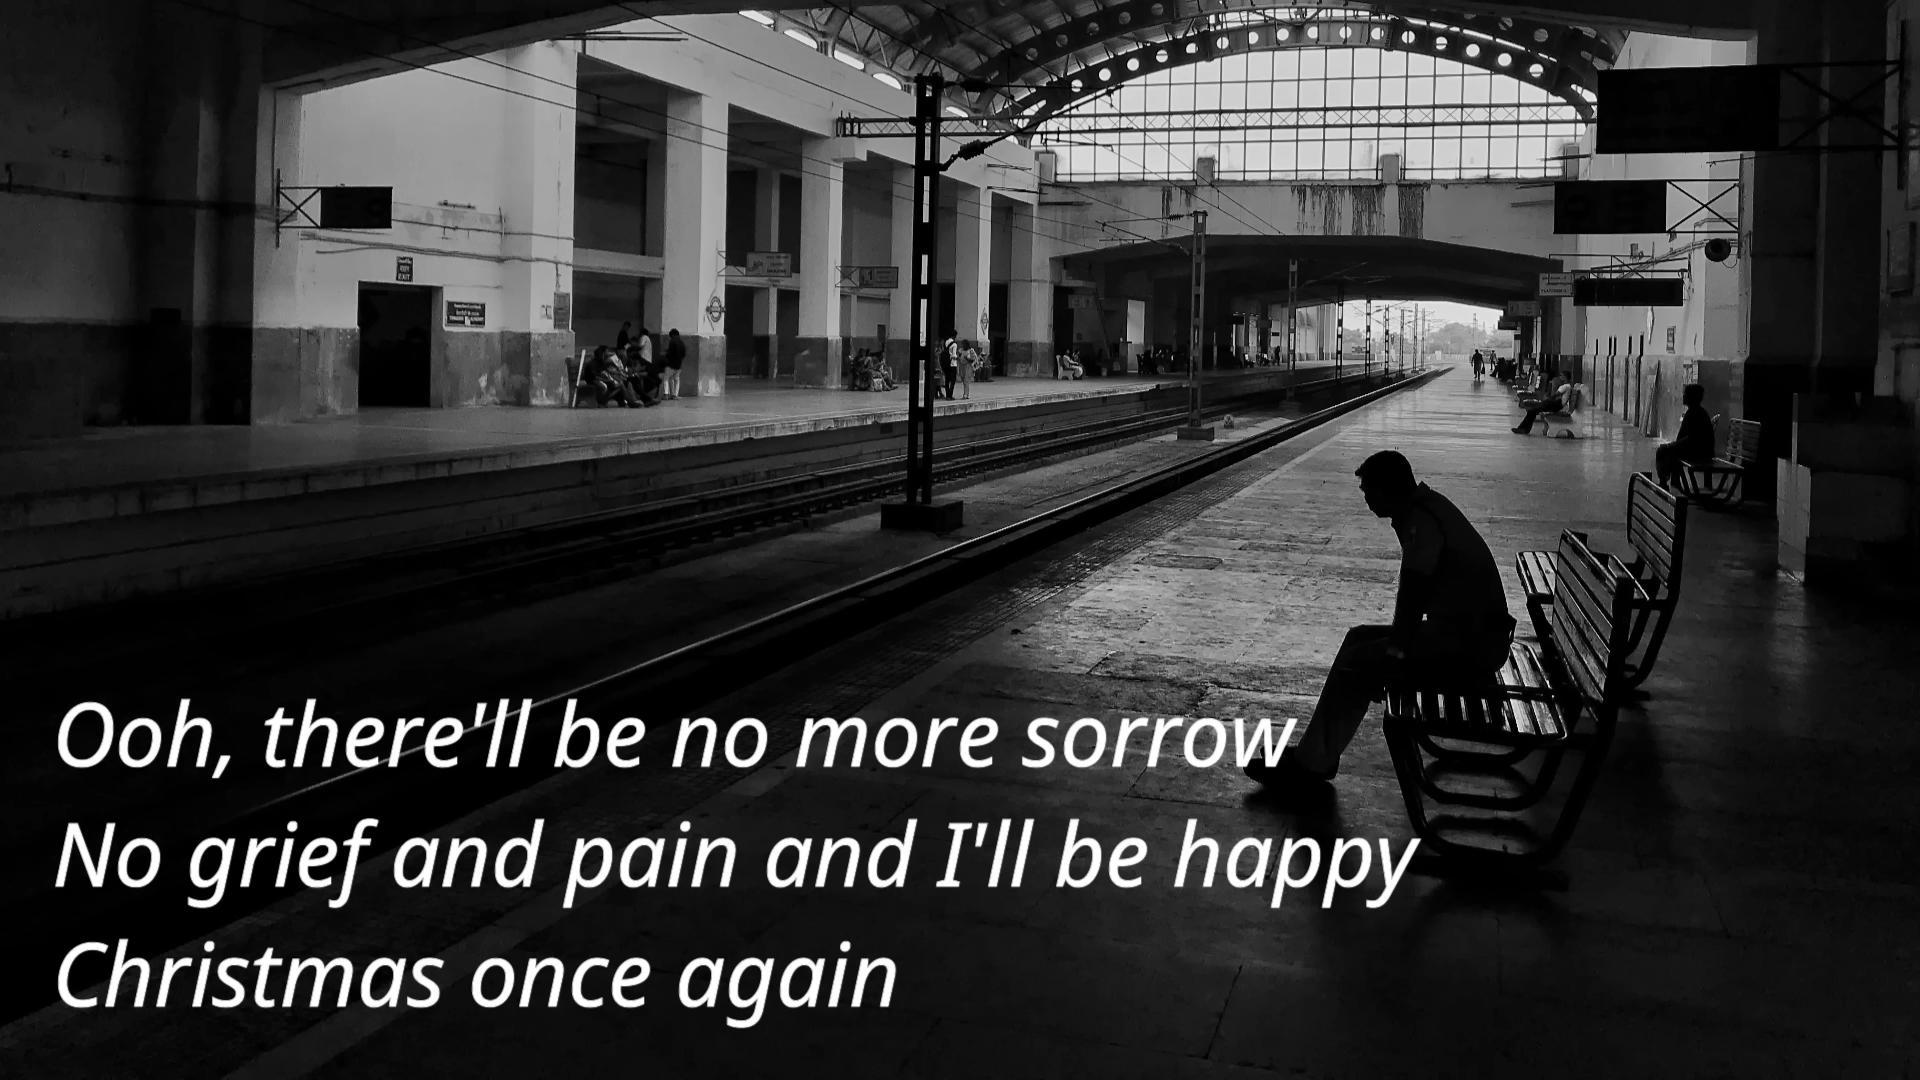 Ooh, there'll be no more sorrow
No grief and pain and I'll be happy
Christmas once again